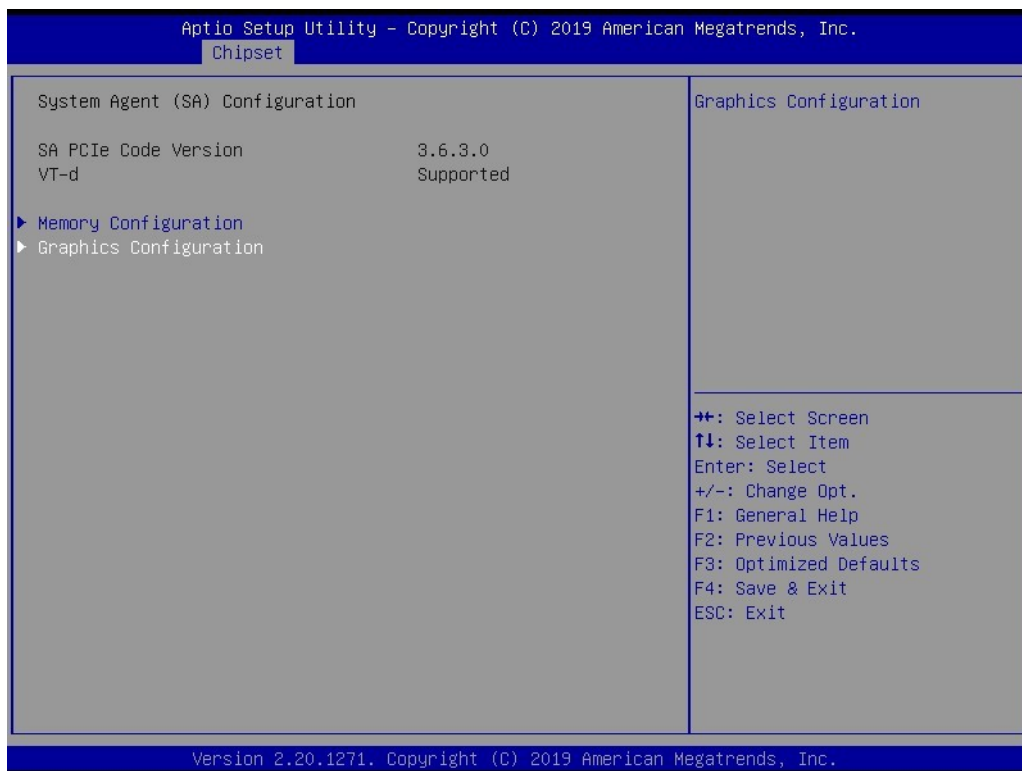 Aptio Setup Utility – Copyright (C) 2019 American Megatrends, Inc.
Chipset
System Agent (SA) Configuration
SA PCIe Code Version 3.6.3.0
VT-d Supported
▶ Memory Configuration
▶ Graphics Configuration
Graphics Configuration
→←: Select Screen
↑↓: Select Item
Enter: Select
+/-: Change Opt.
F1: General Help
F2: Previous Values
F3: Optimized Defaults
F4: Save & Exit
ESC: Exit
Version 2.20.1271. Copyright (C) 2019 American Megatrends, Inc.